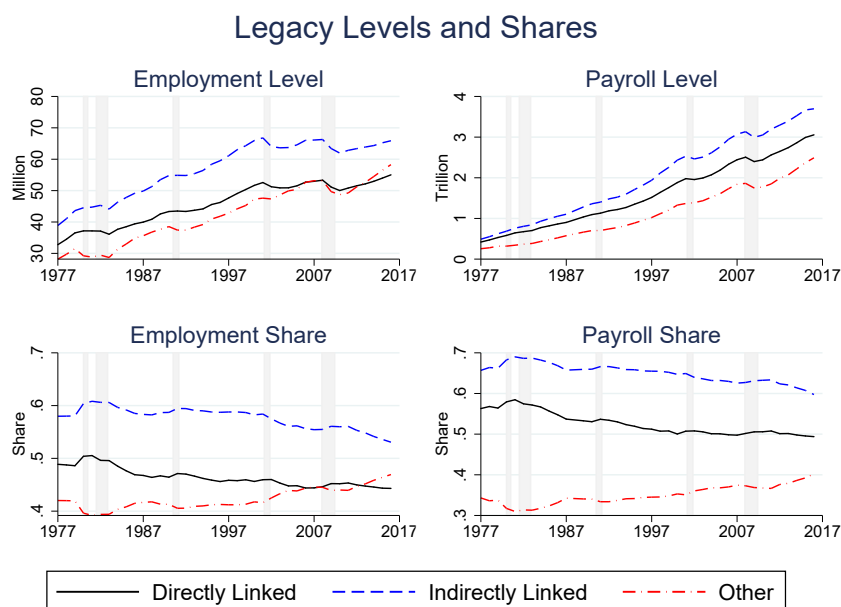 Legacy Levels and Shares
Employment Level
Million
80
70
60
50
40
30
1977 1987 1997 2007 2017
Payroll Level
Trillion
4
3
2
1
0
1977 1987 1997 2007 2017
Employment Share
Share
.7
.6
.5
.4
1977 1987 1997 2007 2017
Payroll Share
Share
.7
.6
.5
.4
.3
1977 1987 1997 2007 2017
Directly Linked Indirectly Linked Other